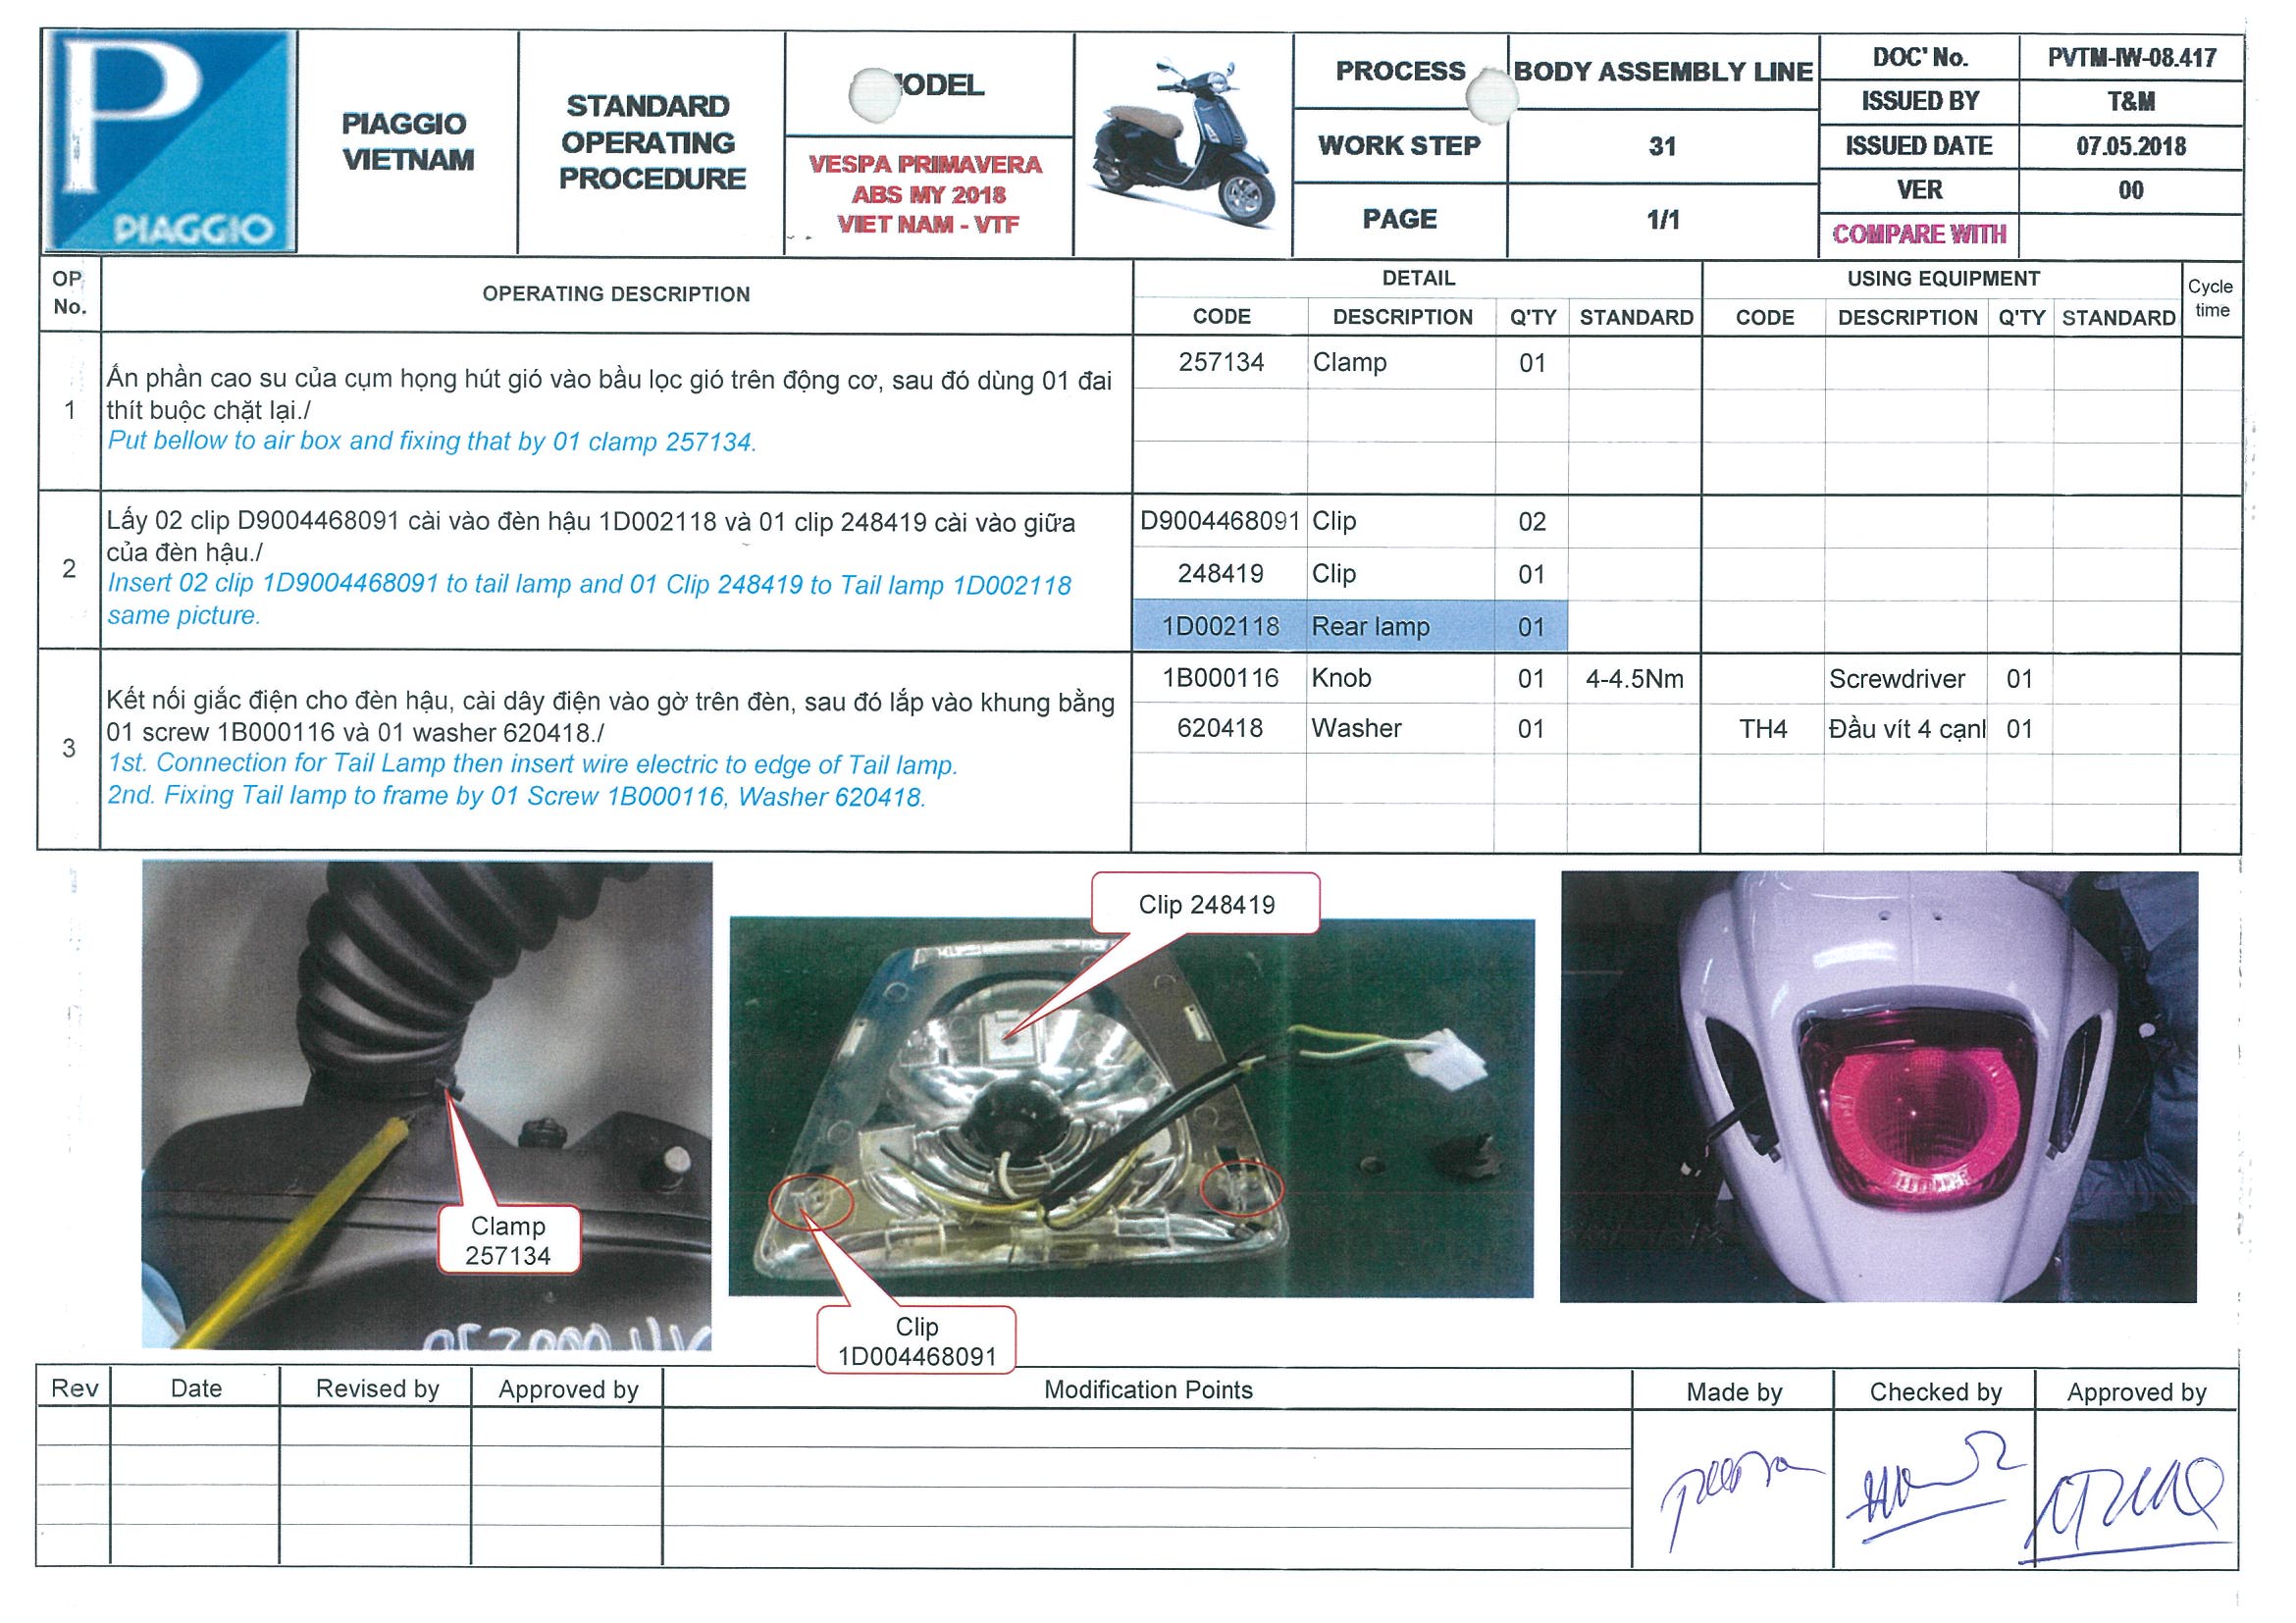 P
PIAGGIO
PIAGGIO
VIETNAM
STANDARD
OPERATING
PROCEDURE
ODEL
VESPA PRIMAVERA
ABS MY 2018
VIET NAM - VTF
PROCESS
BODY ASSEMBLY LINE
WORK STEP
31
PAGE
1/1
DOC' No.
PVTM-IW-08.417
ISSUED BY
T&M
ISSUED DATE
07.05.2018
VER
00
COMPARE WITH
OP
No.
OPERATING DESCRIPTION
DETAIL
USING EQUIPMENT
Cycle
time
CODE DESCRIPTION Q'TY STANDARD CODE DESCRIPTION Q'TY STANDARD
1
Ấn phần cao su của cụm họng hút gió vào bầu lọc gió trên động cơ, sau đó dùng 01 đai
thít buộc chặt lại./
Put bellow to air box and fixing that by 01 clamp 257134.
257134 Clamp 01
2
Lấy 02 clip D9004468091 cài vào đèn hậu 1D002118 và 01 clip 248419 cài vào giữa
của đèn hậu./
Insert 02 clip 1D9004468091 to tail lamp and 01 Clip 248419 to Tail lamp 1D002118
same picture.
D9004468091 Clip 02
248419 Clip 01
1D002118 Rear lamp 01
3
Kết nối giắc điện cho đèn hậu, cài dây điện vào gờ trên đèn, sau đó lắp vào khung bằng
01 screw 1B000116 và 01 washer 620418./
1st. Connection for Tail Lamp then insert wire electric to edge of Tail lamp.
2nd. Fixing Tail lamp to frame by 01 Screw 1B000116, Washer 620418.
1B000116 Knob 01 4-4.5Nm Screwdriver 01
620418 Washer 01 TH4 Đầu vít 4 cạnl 01
Clip 248419
Clamp
257134
Clip
1D004468091
Rev Date Revised by Approved by Modification Points Made by Checked by Approved by